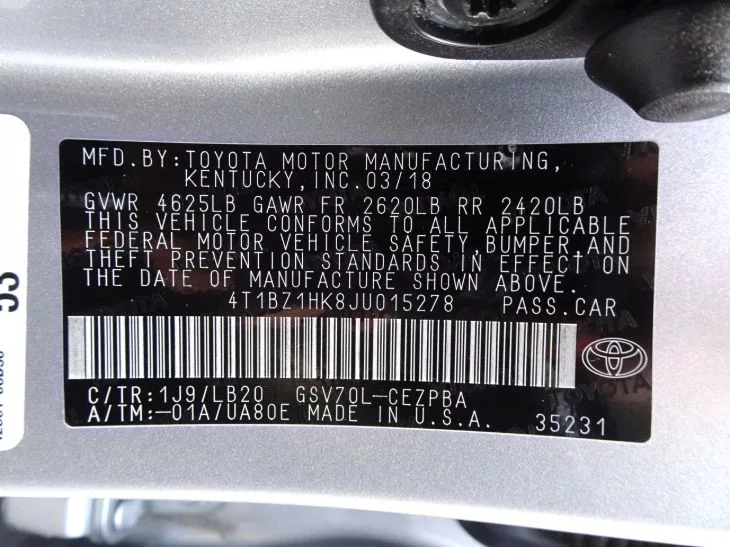 MFD.BY:TOYOTA MOTOR MANUFACTURING,
KENTUCKY,INC.03/18
GVWR 4625LB GAWR FR 2620LB RR 2420LB
THIS VEHICLE CONFORMS TO ALL APPLICABLE
FEDERAL MOTOR VEHICLE SAFETY,BUMPER,AND
THEFT PREVENTION STANDARDS IN EFFECT ON
THE DATE OF MANUFACTURE SHOWN ABOVE.
4T1BZ1HK8JU015278 PASS.CAR
C/TR:1J9/LB20 GSV70L-CEZPBA
A/TM:-01A/UA80E MADE IN U.S.A. 35231
53